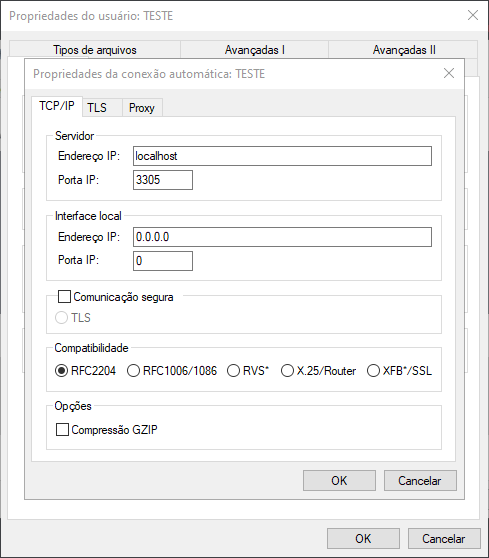 Propriedades do usuário: TESTE
Tipos de arquivos
Avançadas I
Avançadas II
Propriedades da conexão automática: TESTE
TCP/IP
TLS
Proxy
Servidor
Endereço IP: localhost
Porta IP: 3305
Interface local
Endereço IP: 0.0.0.0
Porta IP: 0
Comunicação segura
TLS
Compatibilidade
RFC2204 RFC1006/1086 RVS* X.25/Router XFB*/SSL
Opções
Compressão GZIP
OK Cancelar
OK Cancelar